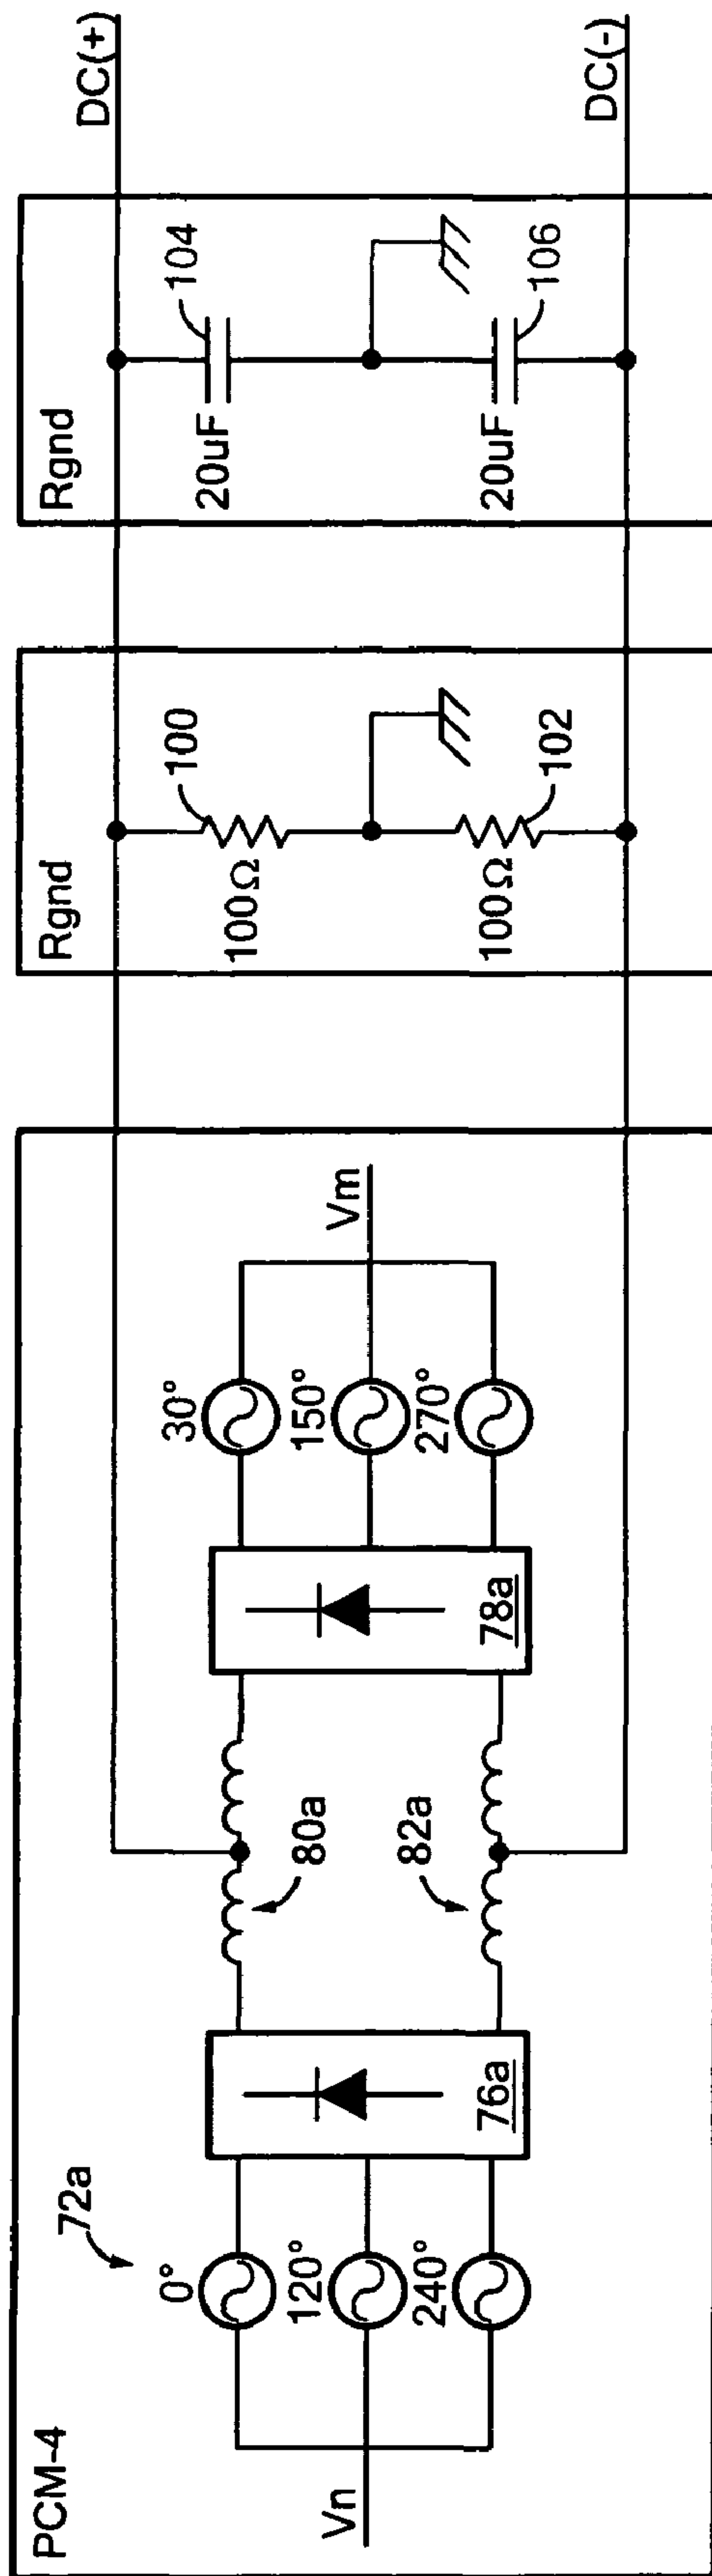 PCM-4
72a
Vn
0°
120°
240°
76a
80a
82a
78a
30°
150°
270°
Vm
Rgnd
100
100Ω
100Ω
102
Rgnd
104
20uF
20uF
106
DC(+)
DC(-)